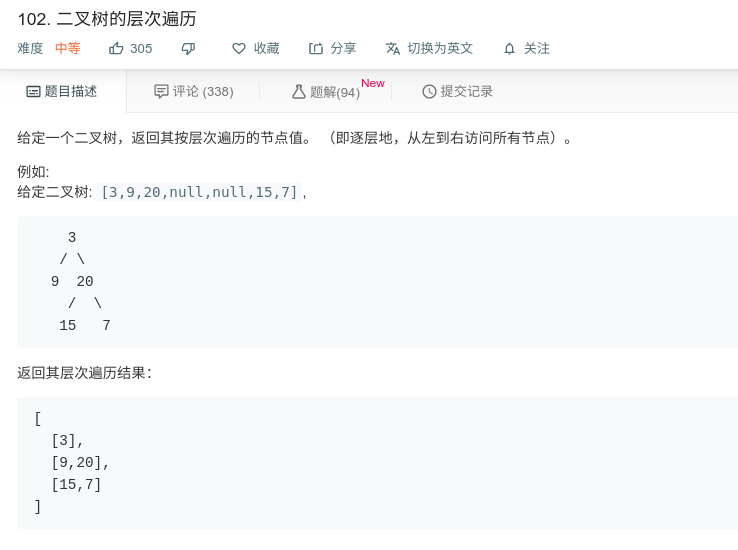 102. 二叉树的层次遍历
难度 中等 305 收藏 分享 切换为英文 关注
题目描述 评论 (338) 题解(94) New 提交记录
给定一个二叉树，返回其按层次遍历的节点值。 （即逐层地，从左到右访问所有节点）。
例如:
给定二叉树: [3,9,20,null,null,15,7],
3
/ \
9  20
/  \
15   7
返回其层次遍历结果：
[
[3],
[9,20],
[15,7]
]